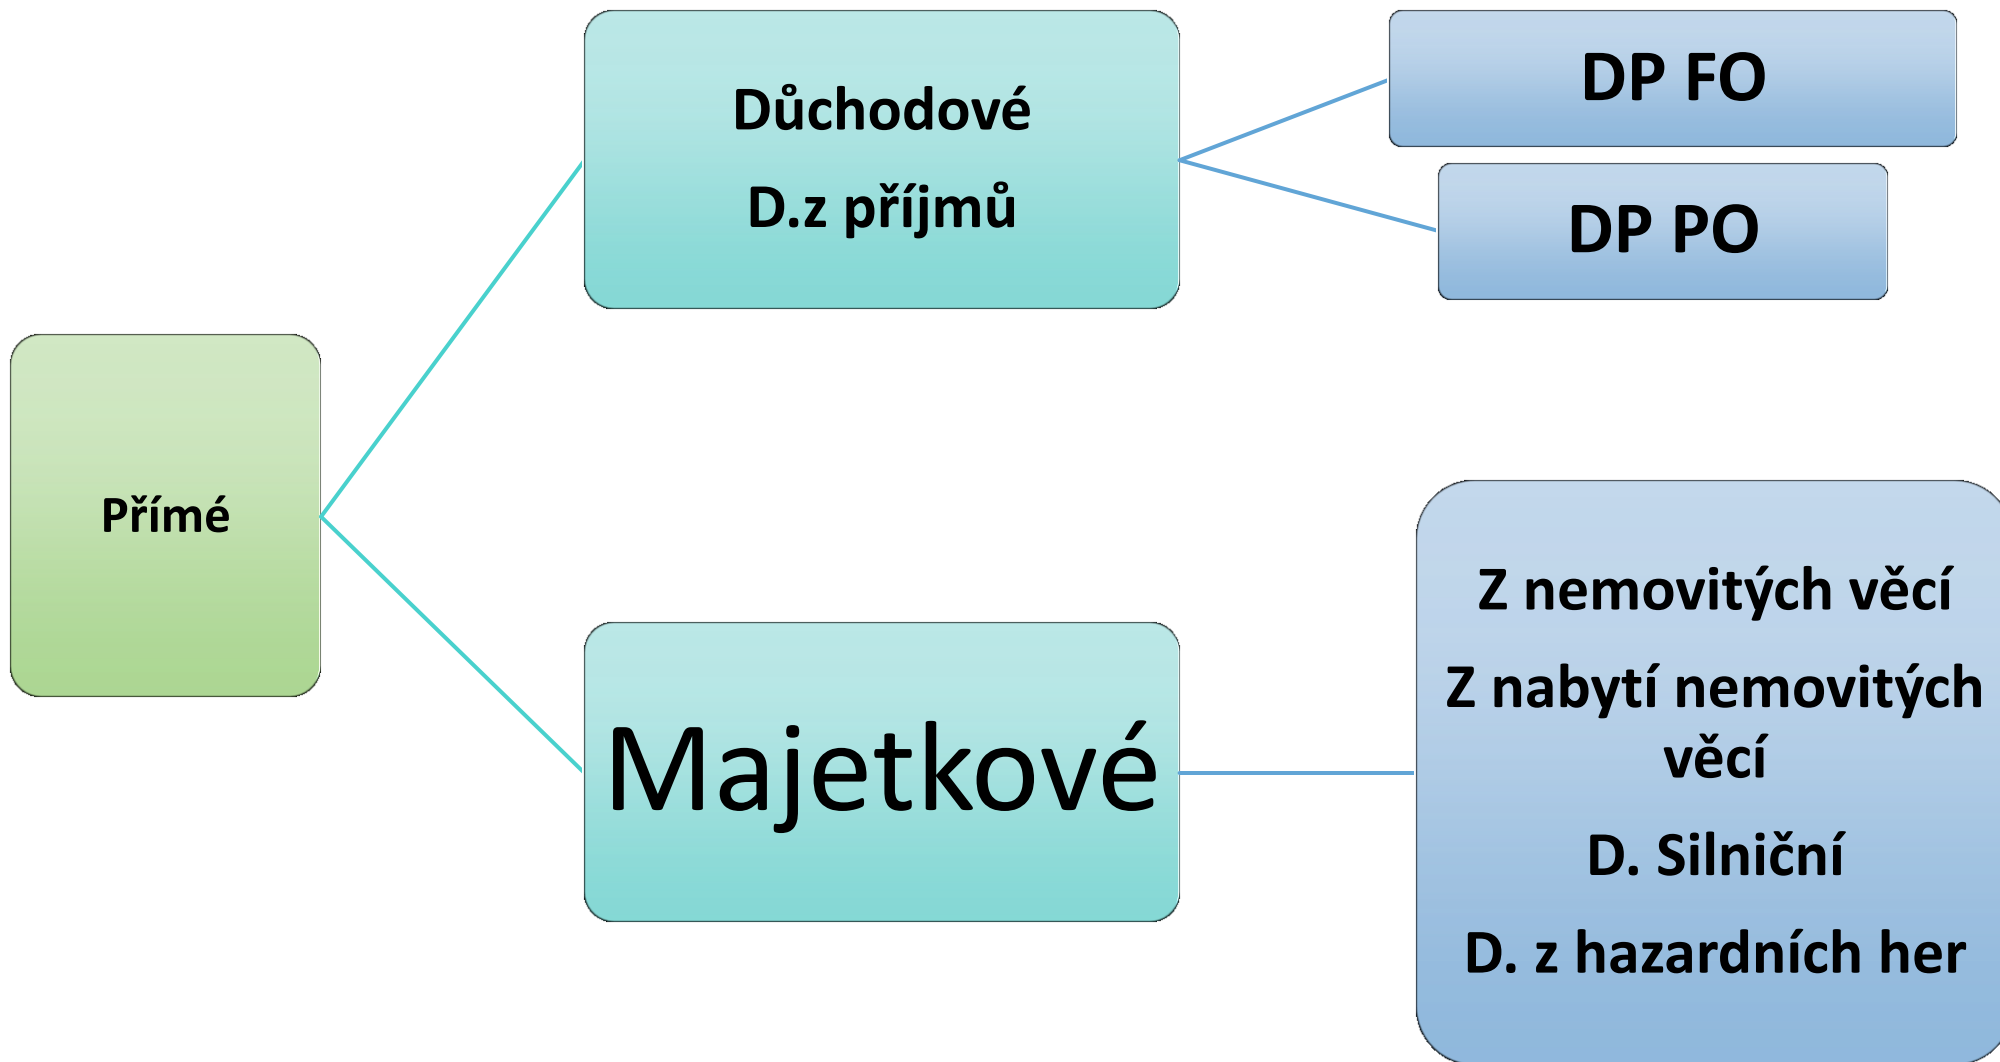 Přímé
Důchodové
D.z příjmů
DP FO
DP PO
Majetkové
Z nemovitých věcí
Z nabytí nemovitých
věcí
D. Silniční
D. z hazardních her